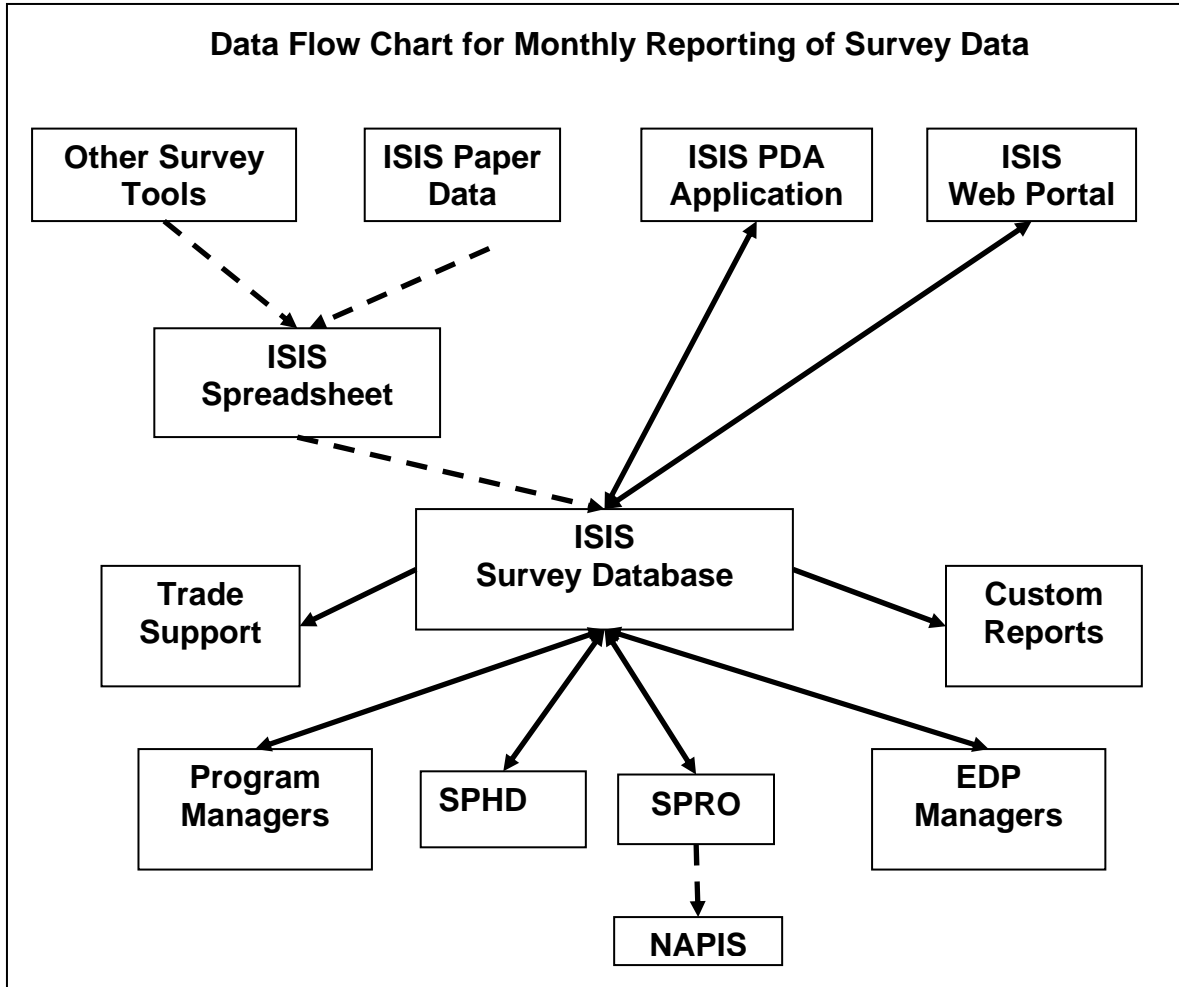 Data Flow Chart for Monthly Reporting of Survey Data
Other Survey
Tools
ISIS Paper
Data
ISIS PDA
Application
ISIS
Web Portal
ISIS
Spreadsheet
ISIS
Survey Database
Trade
Support
Custom
Reports
Program
Managers
SPHD
SPRO
EDP
Managers
NAPIS